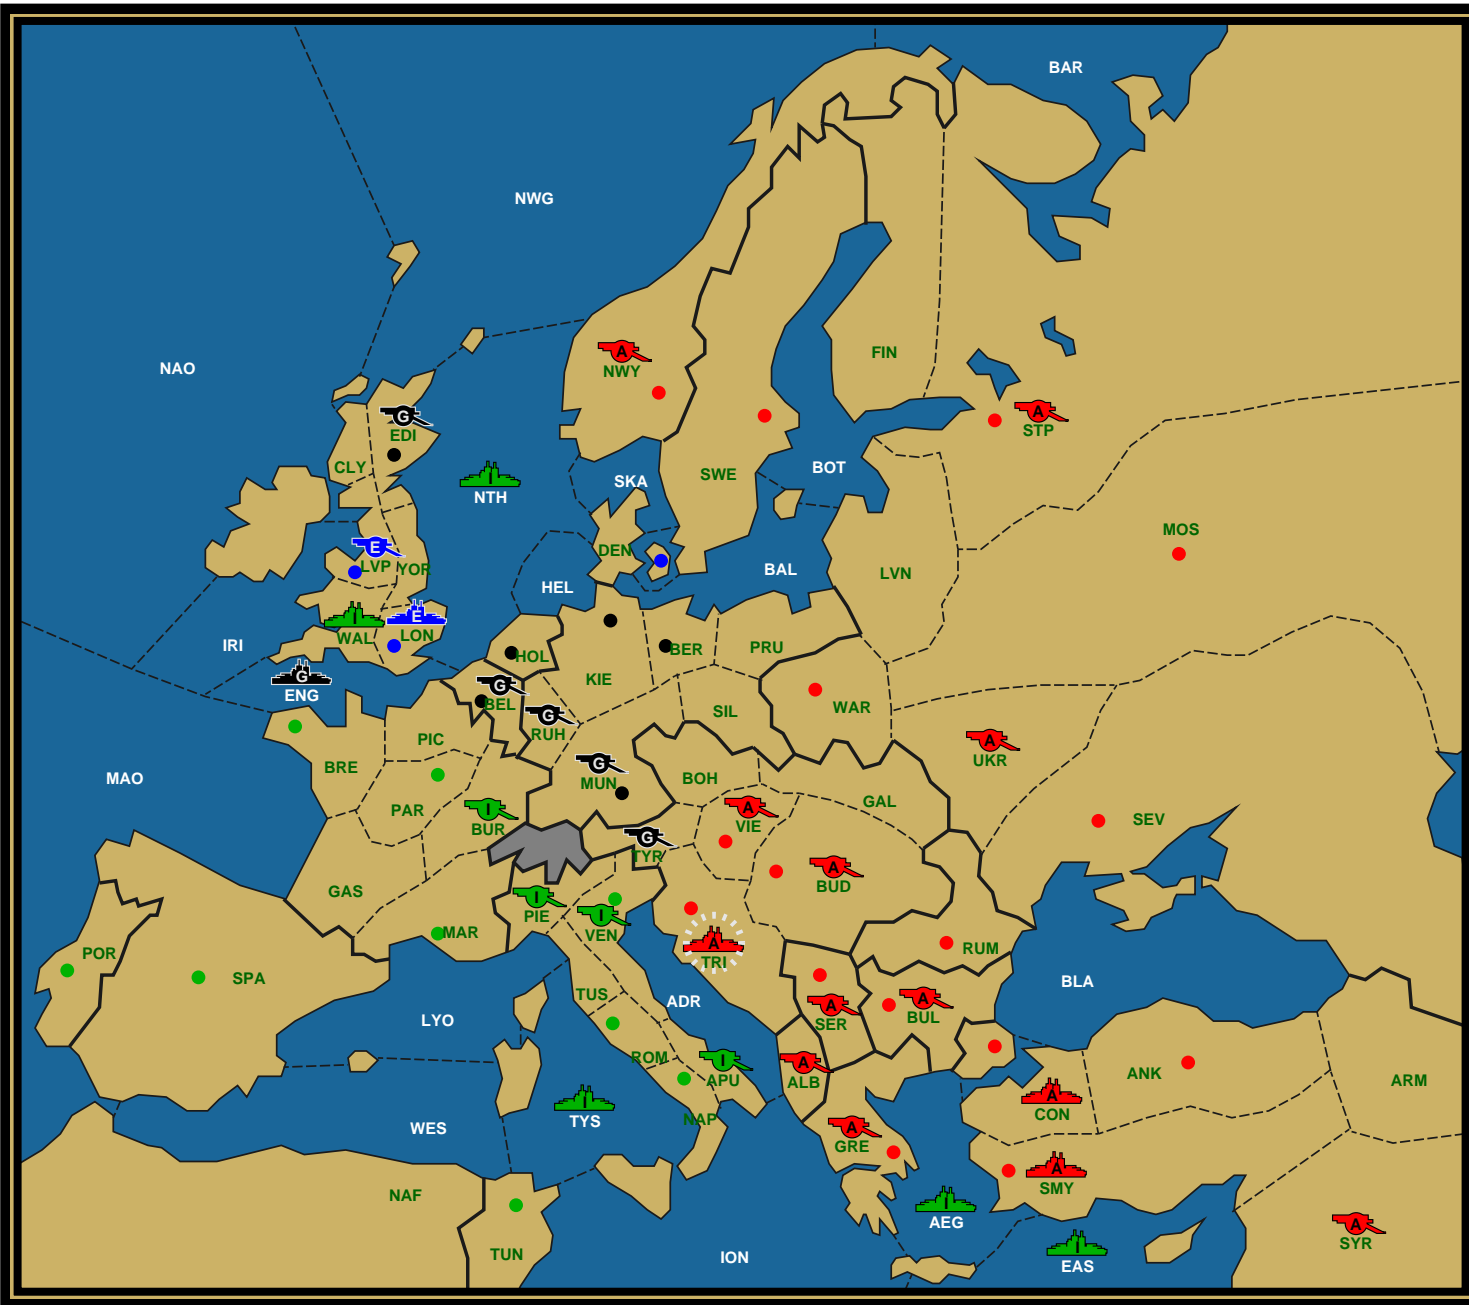 BAR
NWG
NAO
FIN
A
NWY
A
STP
G
EDI
CLY
NTH
SKA
SWE
BOT
MOS
E
LVP
YOR
DEN
HEL
BAL
LVN
WAL
E
LON
IRI
G
ENG
HOL
KIE
BER
PRU
G
BEL
G
RUH
SIL
WAR
PIC
BRE
A
UKR
MAO
G
MUN
BOH
PAR
I
BUR
A
VIE
GAL
SEV
G
TYR
A
BUD
GAS
I
PIE
I
VEN
MAR
A
TRI
POR
SPA
RUM
BLA
TUS
ADR
A
SER
A
BUL
LYO
ROM
I
APU
A
ALB
ANK
ARM
I
TYS
NAP
A
CON
WES
A
GRE
A
SMY
NAF
I
AEG
A
SYR
TUN
ION
I
EAS